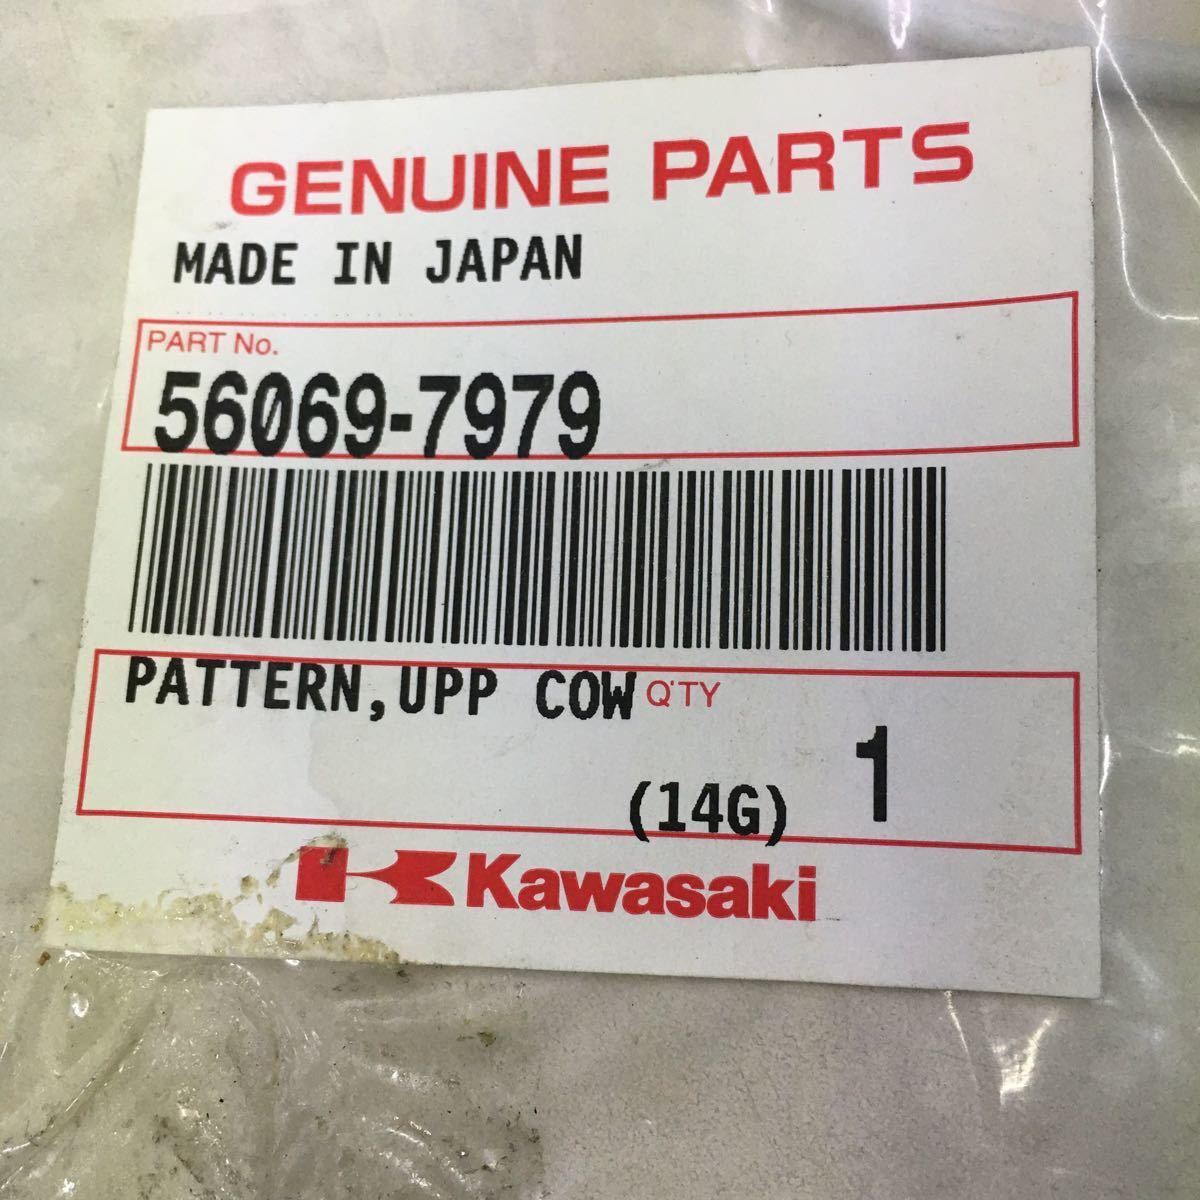 GENUINE PARTS
MADE IN JAPAN
PART No.
56069-7979
PATTERN,UPP COW Q'TY
(14G) 1
Kawasaki